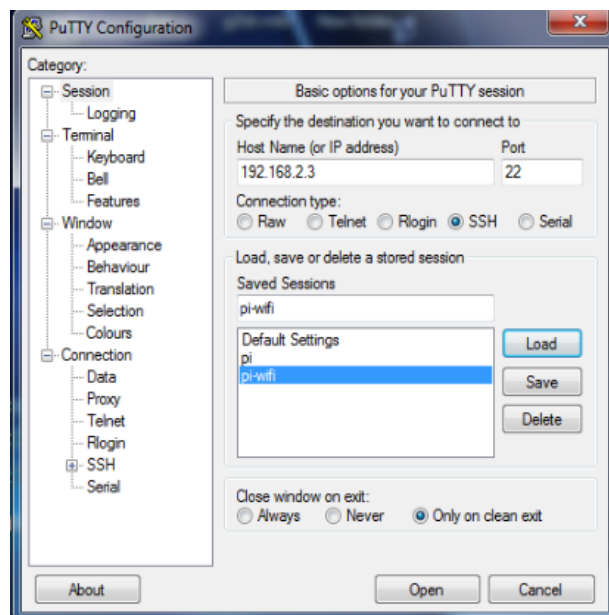 PuTTY Configuration
Category:
Session
Logging
Terminal
Keyboard
Bell
Features
Window
Appearance
Behaviour
Translation
Selection
Colours
Connection
Data
Proxy
Telnet
Rlogin
SSH
Serial
Basic options for your PuTTY session
Specify the destination you want to connect to
Host Name (or IP address) Port
192.168.2.3 22
Connection type:
Raw Telnet Rlogin SSH Serial
Load, save or delete a stored session
Saved Sessions
pi-wifi
Default Settings
pi
pi-wifi
Load
Save
Delete
Close window on exit:
Always Never Only on clean exit
About Open Cancel